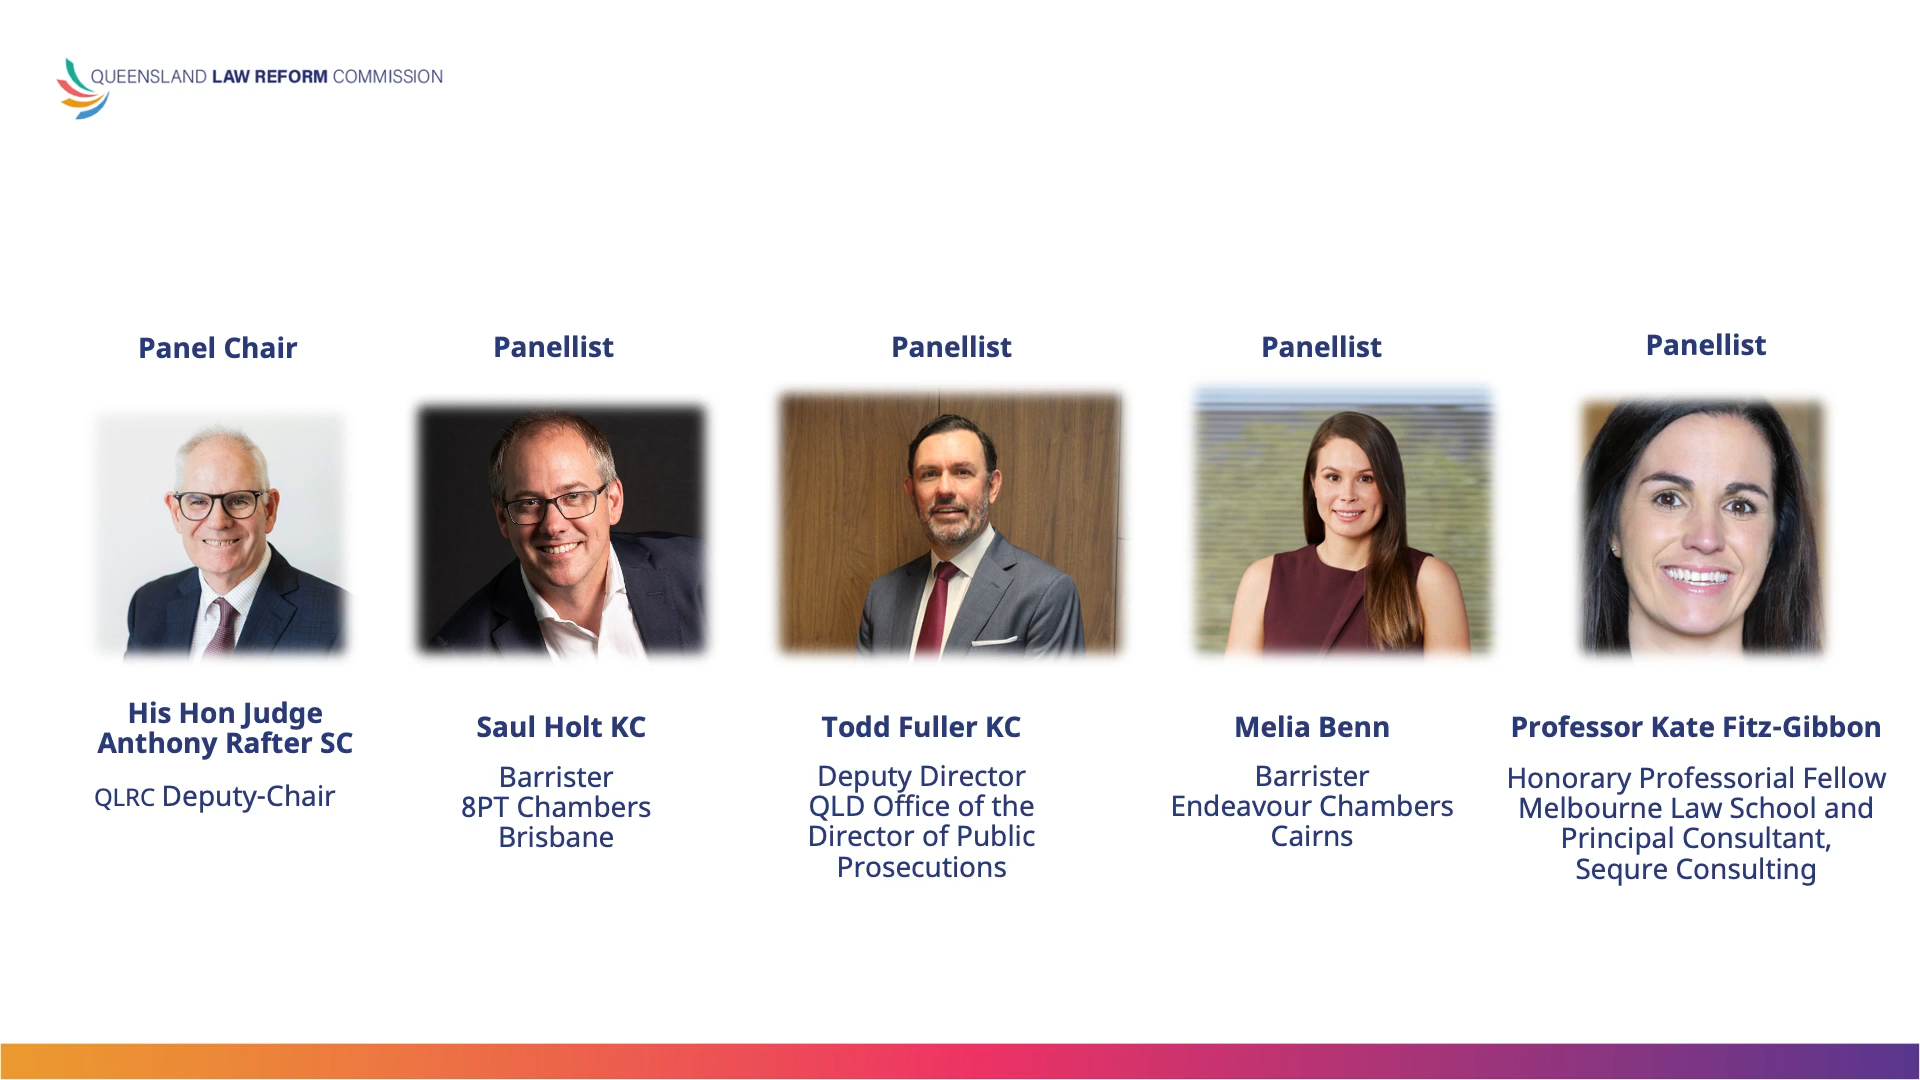 QUEENSLAND LAW REFORM COMMISSION
Panel Chair
Panellist
Panellist
Panellist
Panellist
His Hon Judge
Anthony Rafter SC
QLRC Deputy-Chair
Saul Holt KC
Barrister
8PT Chambers
Brisbane
Todd Fuller KC
Deputy Director
QLD Office of the
Director of Public
Prosecutions
Melia Benn
Barrister
Endeavour Chambers
Cairns
Professor Kate Fitz-Gibbon
Honorary Professorial Fellow
Melbourne Law School and
Principal Consultant,
Sequre Consulting